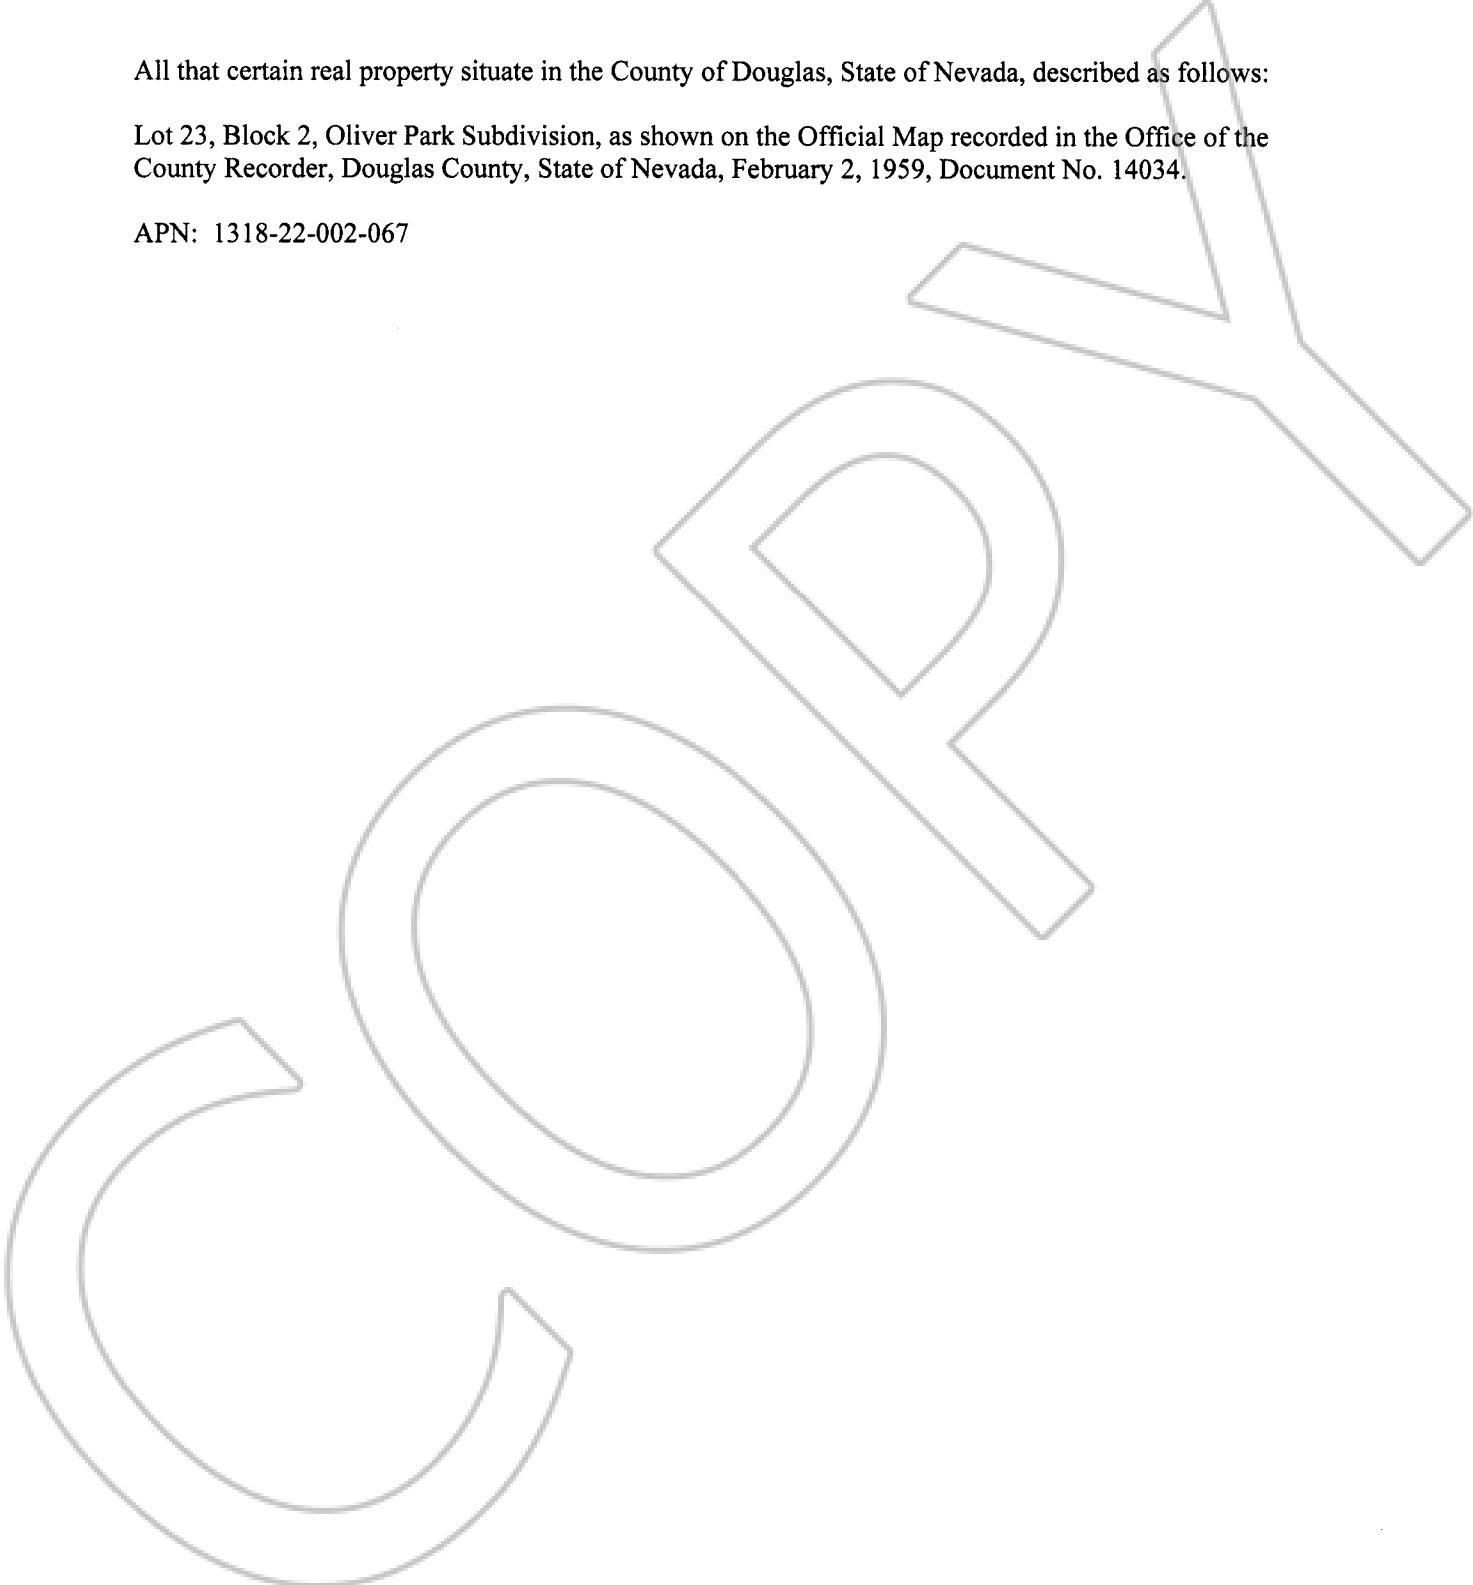 All that certain real property situate in the County of Douglas, State of Nevada, described as follows:
Lot 23, Block 2, Oliver Park Subdivision, as shown on the Official Map recorded in the Office of the
County Recorder, Douglas County, State of Nevada, February 2, 1959, Document No. 14034.
APN: 1318-22-002-067
COPY